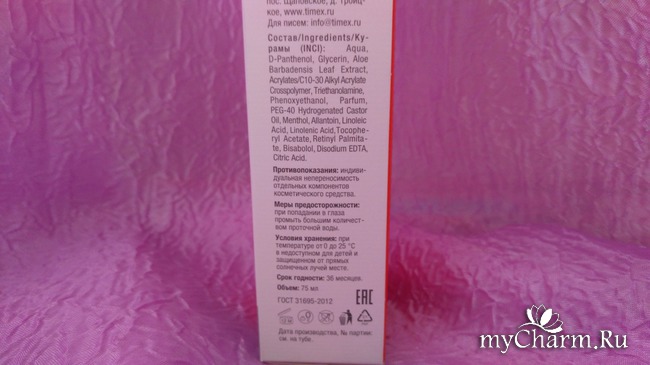 пос. Щаповское, д. Троиц-
кое, www.timex.ru
Для писем: info@timex.ru
Состав/Ingredients/Ку-
рамы (INCI): Aqua,
D-Panthenol, Glycerin, Aloe
Barbadensis Leaf Extract,
Acrylates/C10-30 Alkyl Acrylate
Crosspolymer, Triethanolamine,
Phenoxyethanol, Parfum,
PEG-40 Hydrogenated Castor
Oil, Menthol, Allantoin, Linoleic
Acid, Linolenic Acid, Tocophe-
ryl Acetate, Retinyl Palmita-
te, Bisabolol, Disodium EDTA,
Citric Acid.
Противопоказания: индиви-
дуальная непереносимость
отдельных компонентов
косметического средства.
Меры предосторожности:
при попадании в глаза
промыть большим количест-
вом проточной воды.
Условия хранения: при
температуре от 0 до 25 °С
в недоступном для детей и
защищенном от прямых
солнечных лучей месте.
Срок годности: 36 месяцев.
Объем: 75 мл
ГОСТ 31695-2012
EAC
Дата производства, № партии:
см. на тубе.
myCharm.Ru